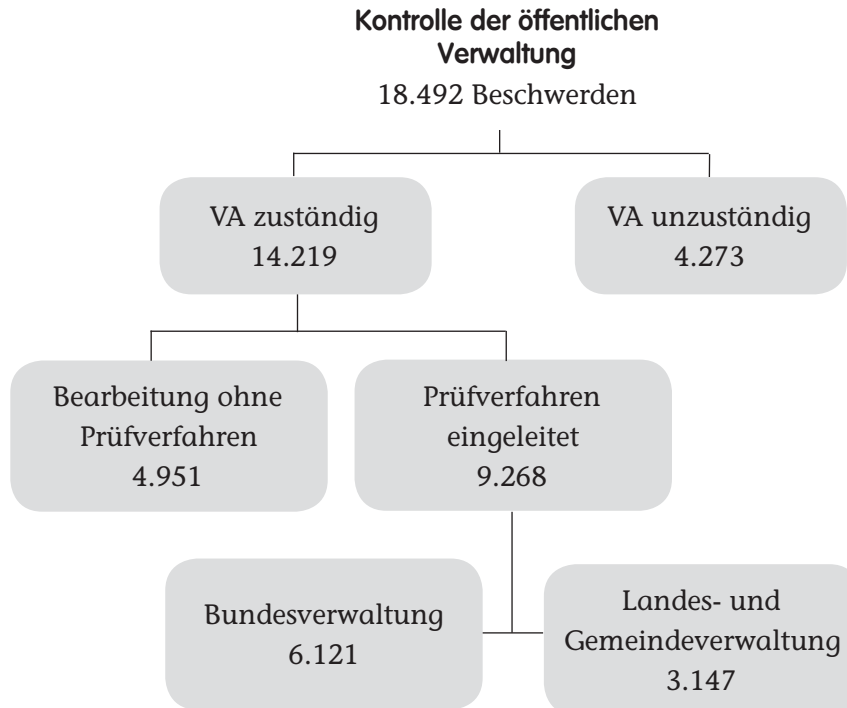 Kontrolle der öffentlichen
Verwaltung
18.492 Beschwerden
VA zuständig
14.219
VA unzuständig
4.273
Bearbeitung ohne
Prüfverfahren
4.951
Prüfverfahren
eingeleitet
9.268
Bundesverwaltung
6.121
Landes- und
Gemeindeverwaltung
3.147